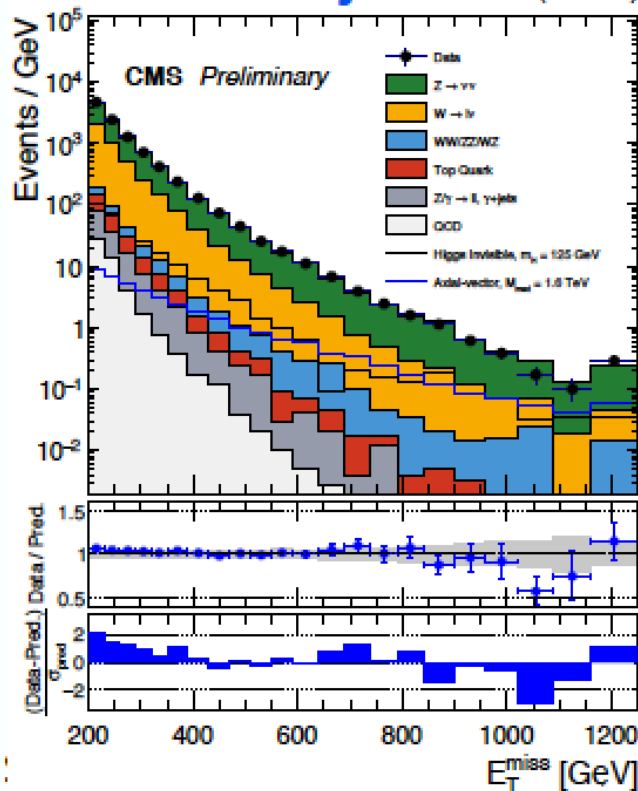 CMS Preliminary
Data
Z → νν
W → lν
WW/ZZ/WZ
Top Quark
Z/γ → ll, γ+jets
QCD
Higgs Invisible, m_H = 125 GeV
Axial-vector, M_med = 1.6 TeV
Events / GeV
10^5
10^4
10^3
10^2
10
1
10^-1
10^-2
Data / Pred.
1.5
1
0.5
(Data-Pred.)
σ_pred
2
0
−2
200 400 600 800 1000 1200
E_T^miss [GeV]